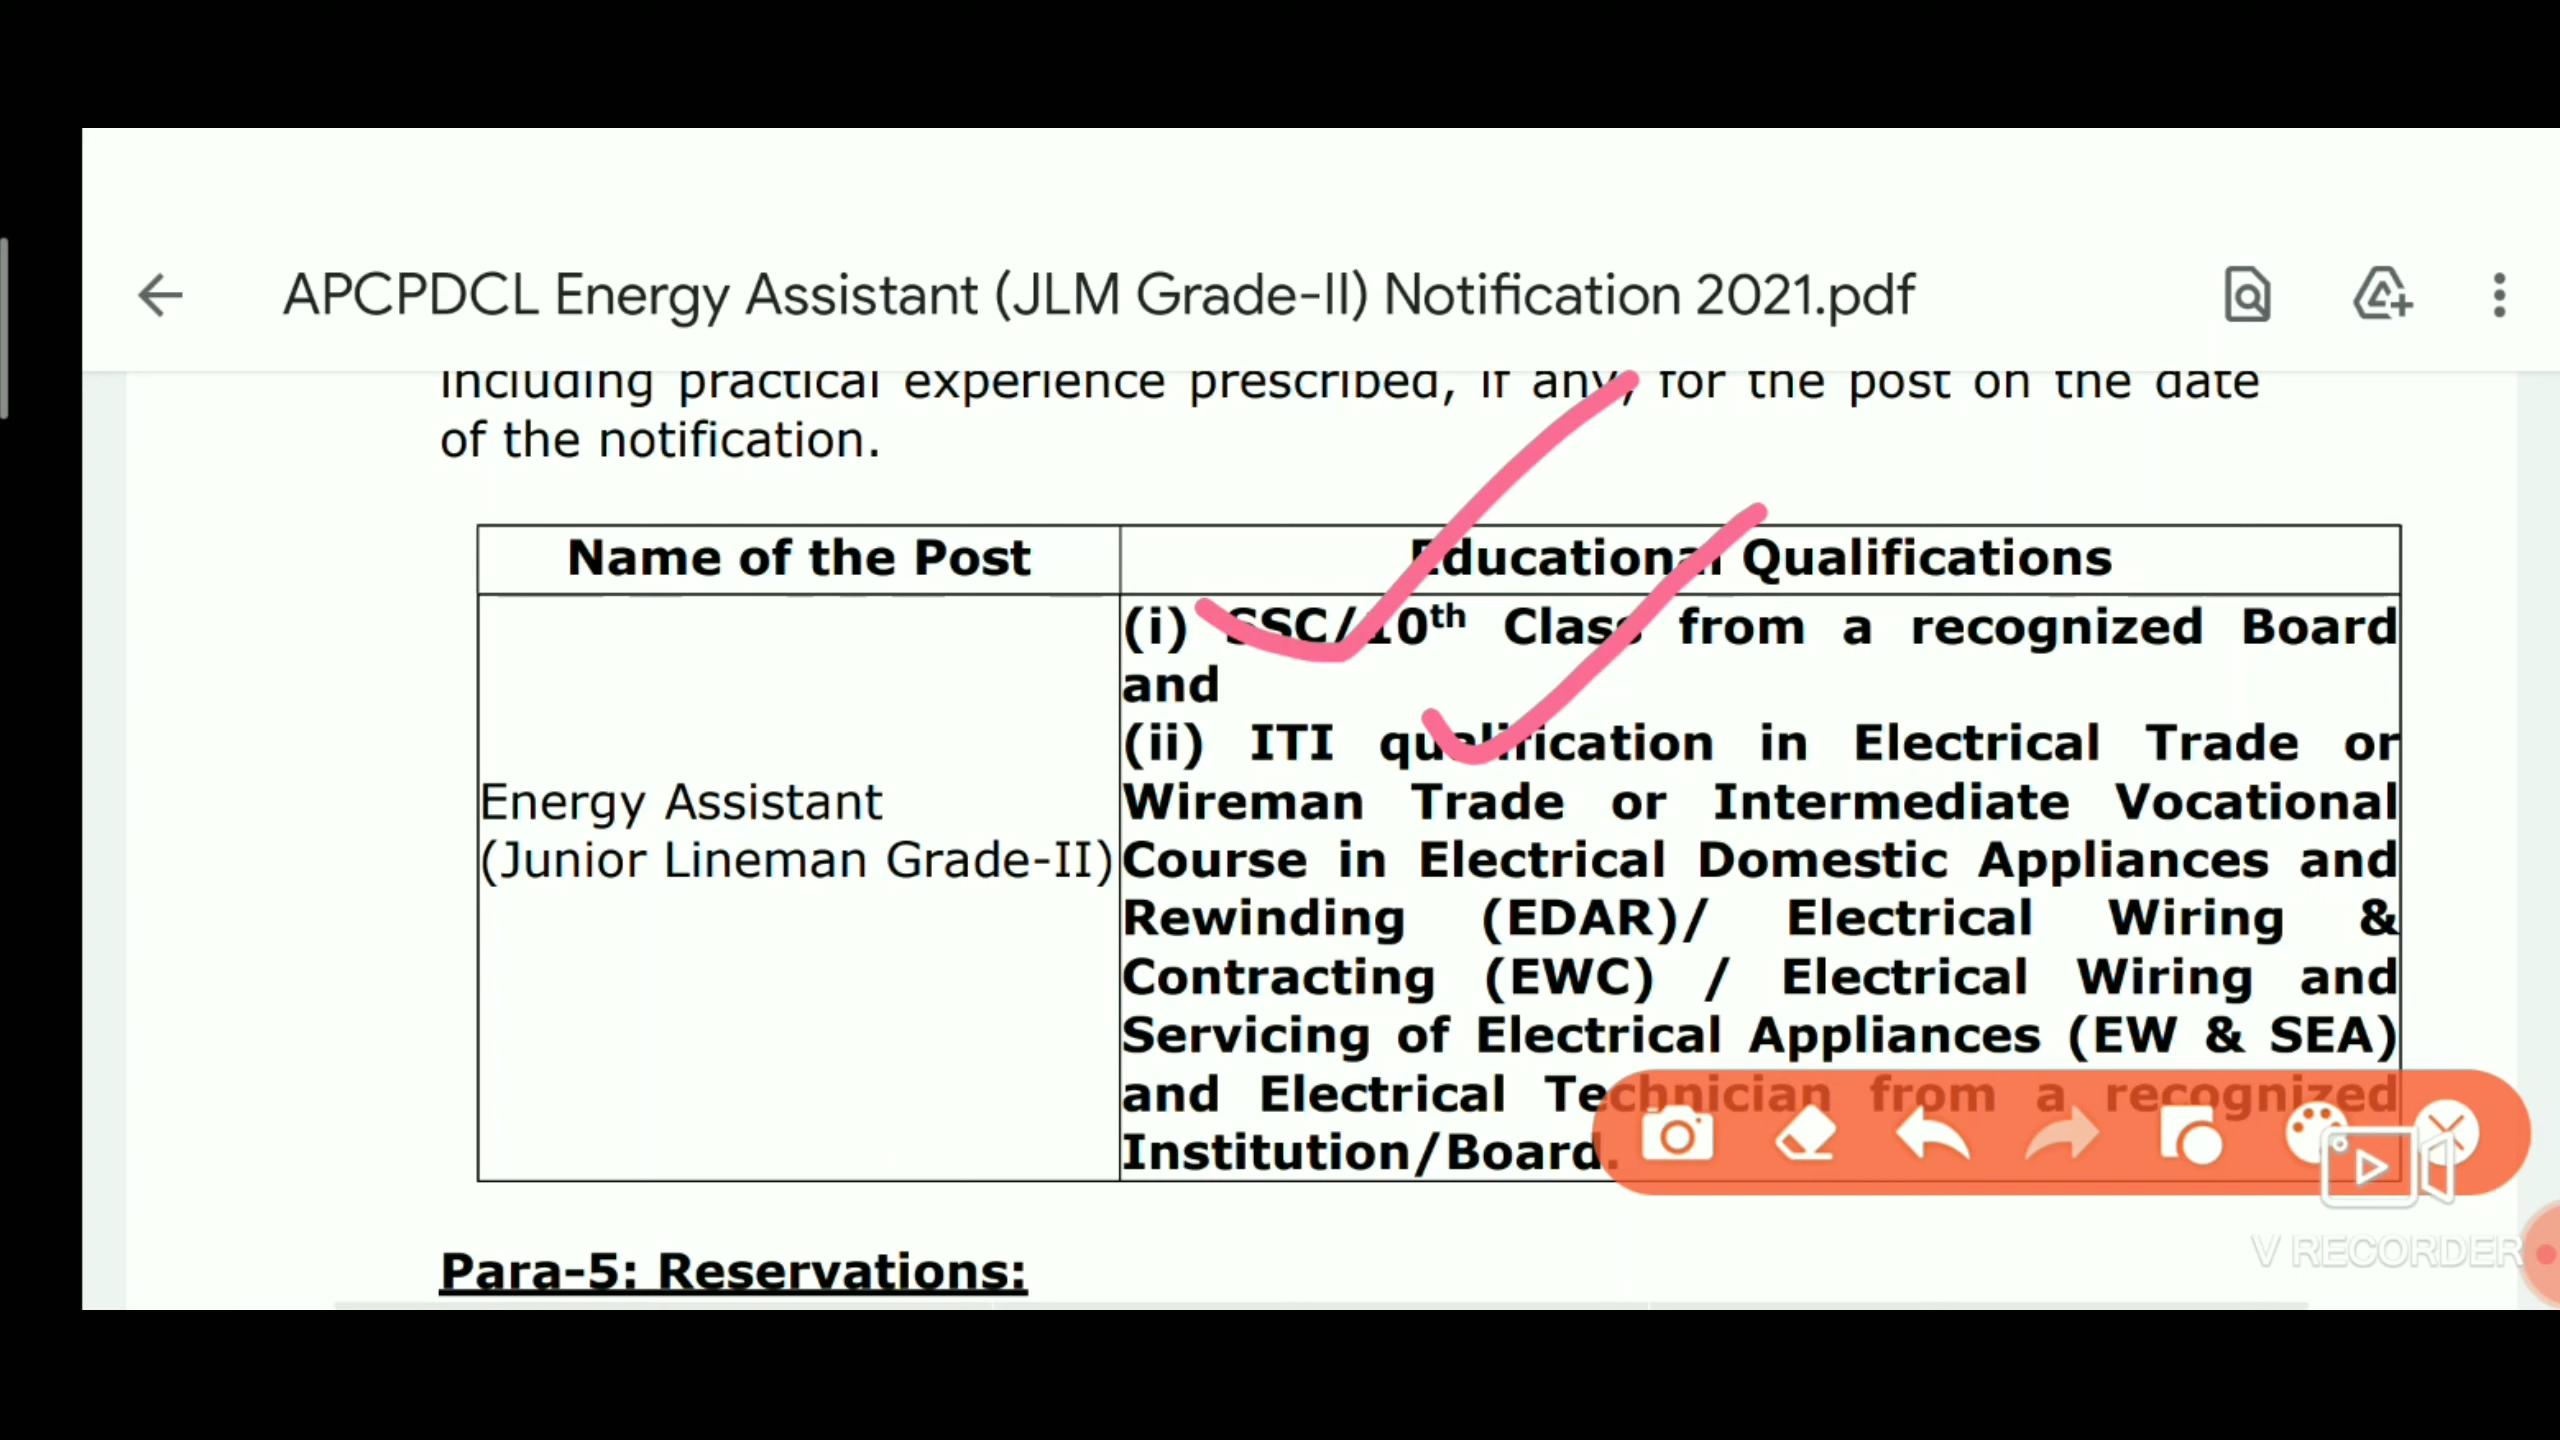 APCPDCL Energy Assistant (JLM Grade-II) Notification 2021.pdf
including practical experience prescribed, if any, for the post on the date
of the notification.
Name of the Post
Educational Qualifications
Energy Assistant
(Junior Lineman Grade-II)
(i) SSC/10th Class from a recognized Board
and
(ii) ITI qualification in Electrical Trade or
Wireman Trade or Intermediate Vocational
Course in Electrical Domestic Appliances and
Rewinding (EDAR)/ Electrical Wiring &
Contracting (EWC) / Electrical Wiring and
Servicing of Electrical Appliances (EW & SEA)
and Electrical Technician from a recognized
Institution/Board.
Para-5: Reservations:
V RECORDER